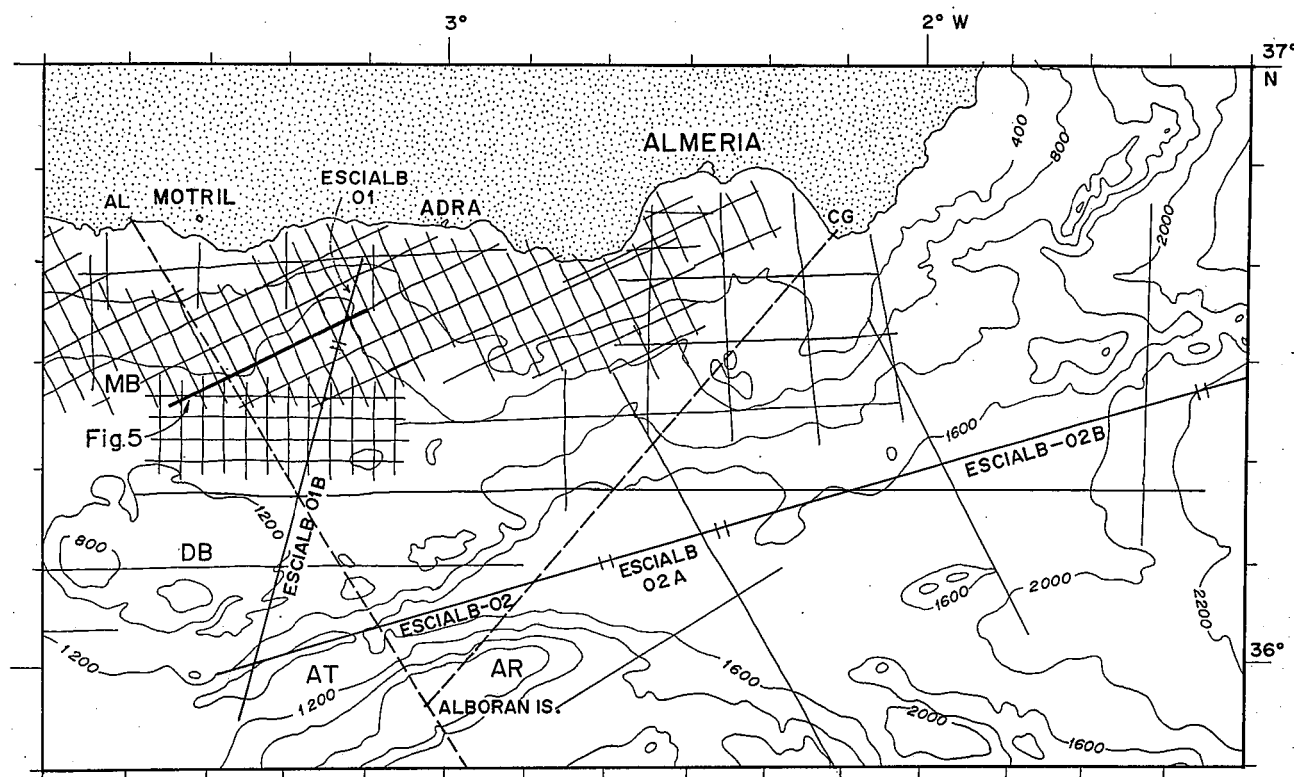 3°
2° W
37°
N
400
800
2000
ALMERIA
ESCIALB
01
AL
MOTRIL
ADRA
CG
MB
Fig.5
1600
ESCIALB-02B
1200
ESCIALB 01B
800
DB
ESCIALB
02A
ESCIALB-02
1600
2000
2200
1200
AT
AR
1600
36°
1200
ALBORAN IS.
2000
1600